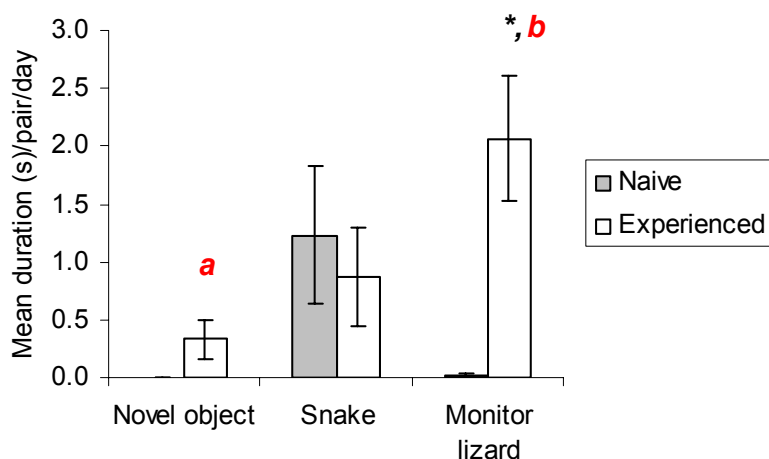 Mean duration (s)/pair/day
3.0
2.5
2.0
1.5
1.0
0.5
0.0
a
*, b
Novel object
Snake
Monitor
lizard
Naive
Experienced